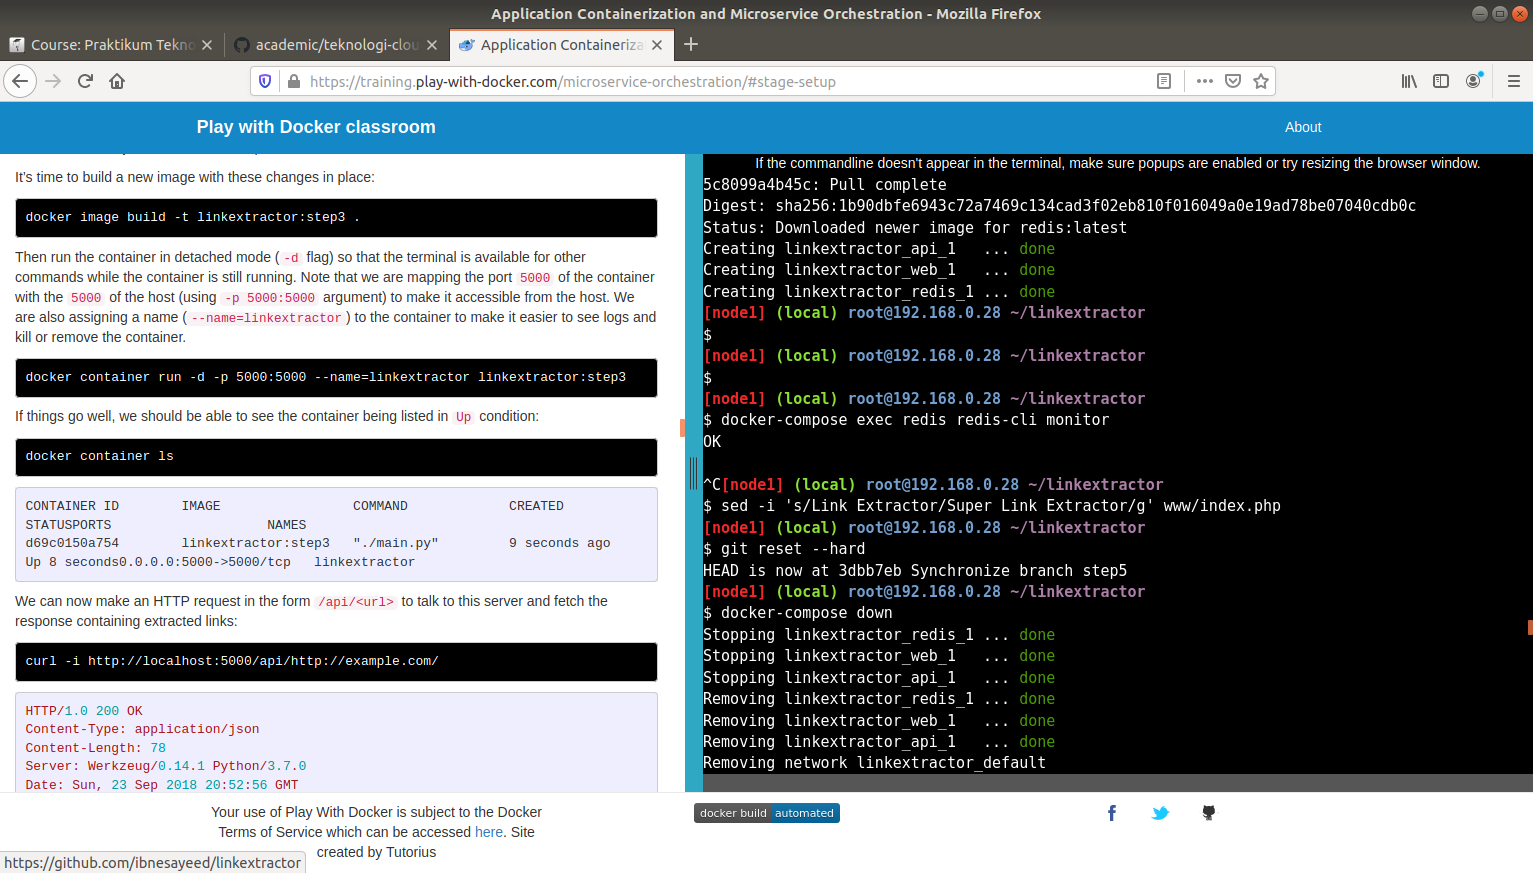 Application Containerization and Microservice Orchestration - Mozilla Firefox
Course: Praktikum Tekno
academic/teknologi-clou
Application Containeriza
https://training.play-with-docker.com/microservice-orchestration/#stage-setup
Play with Docker classroom
About
It's time to build a new image with these changes in place:
docker image build -t linkextractor:step3 .
Then run the container in detached mode ( -d flag) so that the terminal is available for other
commands while the container is still running. Note that we are mapping the port 5000 of the container
with the 5000 of the host (using -p 5000:5000 argument) to make it accessible from the host. We
are also assigning a name ( --name=linkextractor ) to the container to make it easier to see logs and
kill or remove the container.
docker container run -d -p 5000:5000 --name=linkextractor linkextractor:step3
If things go well, we should be able to see the container being listed in Up condition:
docker container ls
CONTAINER ID IMAGE COMMAND CREATED
STATUSPORTS NAMES
d69c0150a754 linkextractor:step3 "./main.py" 9 seconds ago
Up 8 seconds0.0.0.0:5000->5000/tcp linkextractor
We can now make an HTTP request in the form /api/<url> to talk to this server and fetch the
response containing extracted links:
curl -i http://localhost:5000/api/http://example.com/
HTTP/1.0 200 OK
Content-Type: application/json
Content-Length: 78
Server: Werkzeug/0.14.1 Python/3.7.0
Date: Sun, 23 Sep 2018 20:52:56 GMT
If the commandline doesn't appear in the terminal, make sure popups are enabled or try resizing the browser window.
5c8099a4b45c: Pull complete
Digest: sha256:1b90dbfe6943c72a7469c134cad3f02eb810f016049a0e19ad78be07040cdb0c
Status: Downloaded newer image for redis:latest
Creating linkextractor_api_1 ... done
Creating linkextractor_web_1 ... done
Creating linkextractor_redis_1 ... done
[node1] (local) root@192.168.0.28 ~/linkextractor
$
[node1] (local) root@192.168.0.28 ~/linkextractor
$
[node1] (local) root@192.168.0.28 ~/linkextractor
$ docker-compose exec redis redis-cli monitor
OK
^C[node1] (local) root@192.168.0.28 ~/linkextractor
$ sed -i 's/Link Extractor/Super Link Extractor/g' www/index.php
[node1] (local) root@192.168.0.28 ~/linkextractor
$ git reset --hard
HEAD is now at 3dbb7eb Synchronize branch step5
[node1] (local) root@192.168.0.28 ~/linkextractor
$ docker-compose down
Stopping linkextractor_redis_1 ... done
Stopping linkextractor_web_1 ... done
Stopping linkextractor_api_1 ... done
Removing linkextractor_redis_1 ... done
Removing linkextractor_web_1 ... done
Removing linkextractor_api_1 ... done
Removing network linkextractor_default
Your use of Play With Docker is subject to the Docker
Terms of Service which can be accessed here. Site
created by Tutorius
docker build automated
https://github.com/ibnesayeed/linkextractor